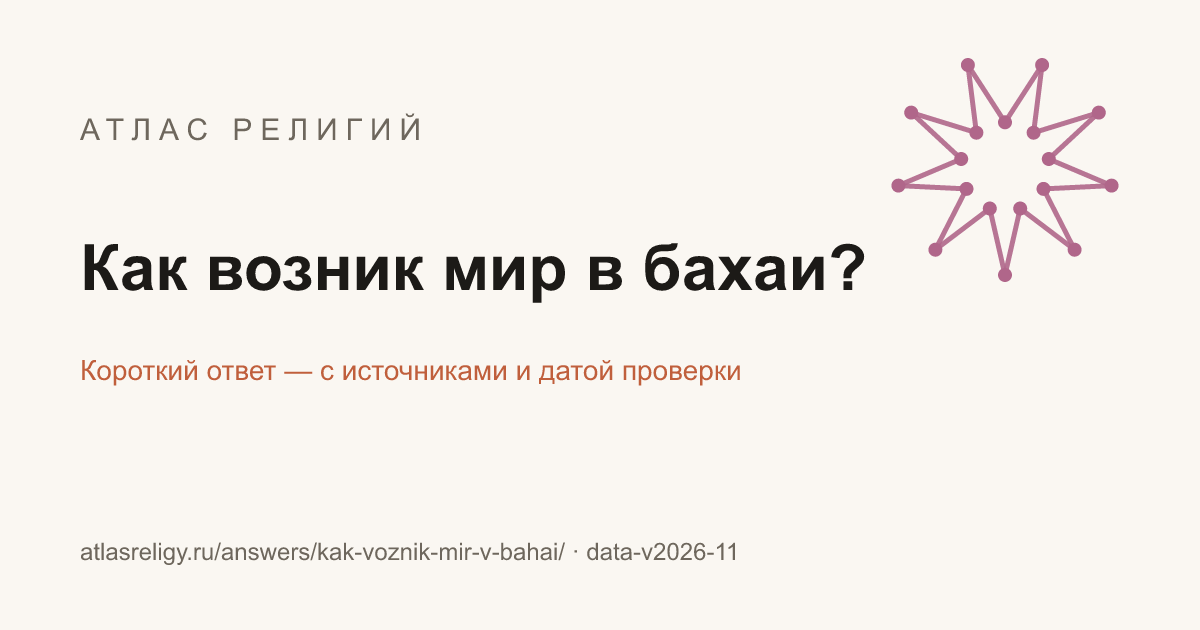 АТЛАС РЕЛИГИЙ
Как возник мир в бахаи?
Короткий ответ — с источниками и датой проверки
atlasreligy.ru/answers/kak-voznik-mir-v-bahai/ · data-v2026-11